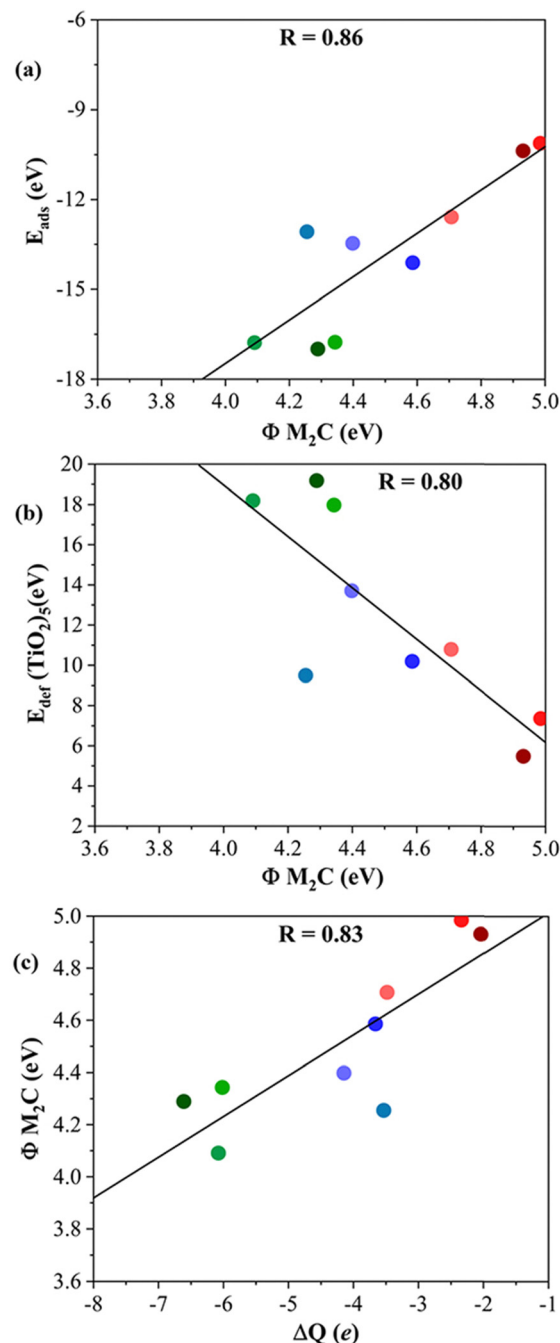 (a)
R = 0.86
-6
-9
-12
-15
-18
E_ads (eV)
3.6 3.8 4.0 4.2 4.4 4.6 4.8 5.0
Φ M₂C (eV)
(b)
R = 0.80
20
18
16
14
12
10
8
6
4
2
E_def (TiO₂)₅(eV)
3.6 3.8 4.0 4.2 4.4 4.6 4.8 5.0
Φ M₂C (eV)
(c)
R = 0.83
5.0
4.8
4.6
4.4
4.2
4.0
3.8
3.6
Φ M₂C (eV)
-8 -7 -6 -5 -4 -3 -2 -1
ΔQ (e)